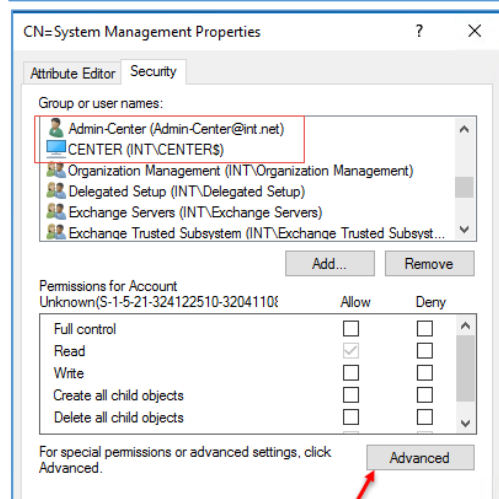 CN=System Management Properties ? ×
Attribute Editor Security
Group or user names:
Admin-Center (Admin-Center@int.net)
CENTER (INT\CENTER$)
Organization Management (INT\Organization Management)
Delegated Setup (INT\Delegated Setup)
Exchange Servers (INT\Exchange Servers)
Exchange Trusted Subsystem (INT\Exchange Trusted Subsyst...
Add... Remove
Permissions for Account
Unknown(S-1-5-21-324122510-32041108 Allow Deny
Full control
Read
Write
Create all child objects
Delete all child objects
For special permissions or advanced settings, click
Advanced.
Advanced